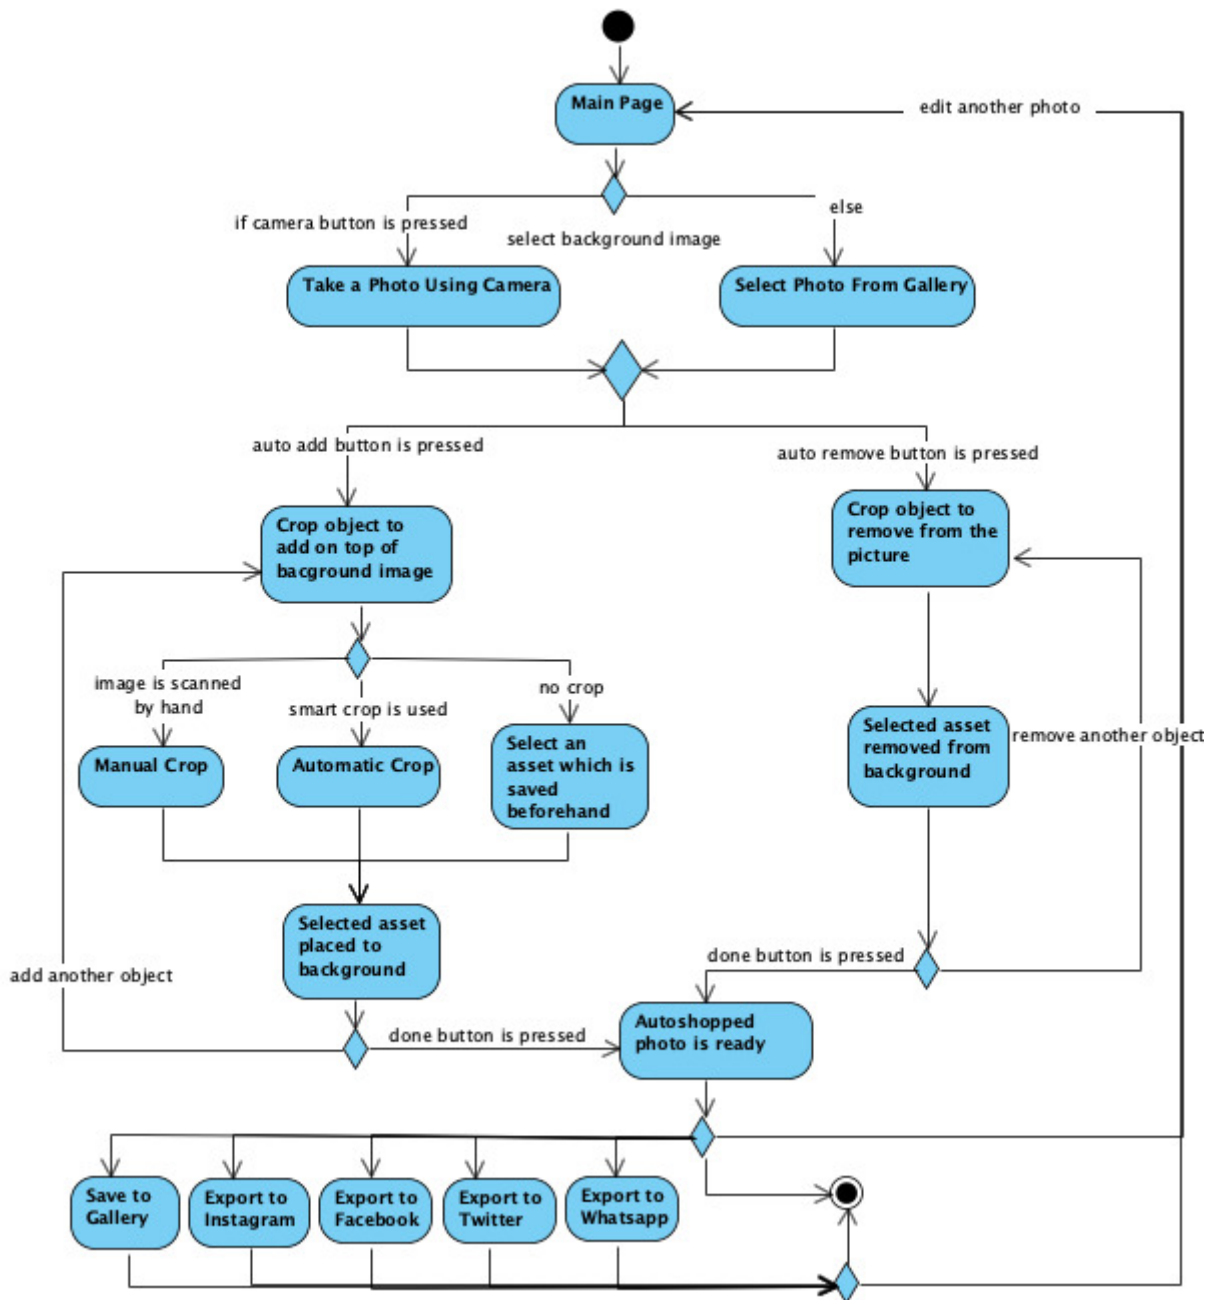 Main Page
edit another photo
else
if camera button is pressed
select background image
Take a Photo Using Camera
Select Photo From Gallery
auto add button is pressed
auto remove button is pressed
Crop object to
add on top of
bacground image
Crop object to
remove from the
picture
image is scanned
by hand
smart crop is used
no crop
Manual Crop
Automatic Crop
Select an
asset which is
saved
beforehand
Selected asset
removed from
background
remove another object
Selected asset
placed to
background
add another object
done button is pressed
done button is pressed
Autoshopped
photo is ready
Save to
Gallery
Export to
Instagram
Export to
Facebook
Export to
Twitter
Export to
Whatsapp